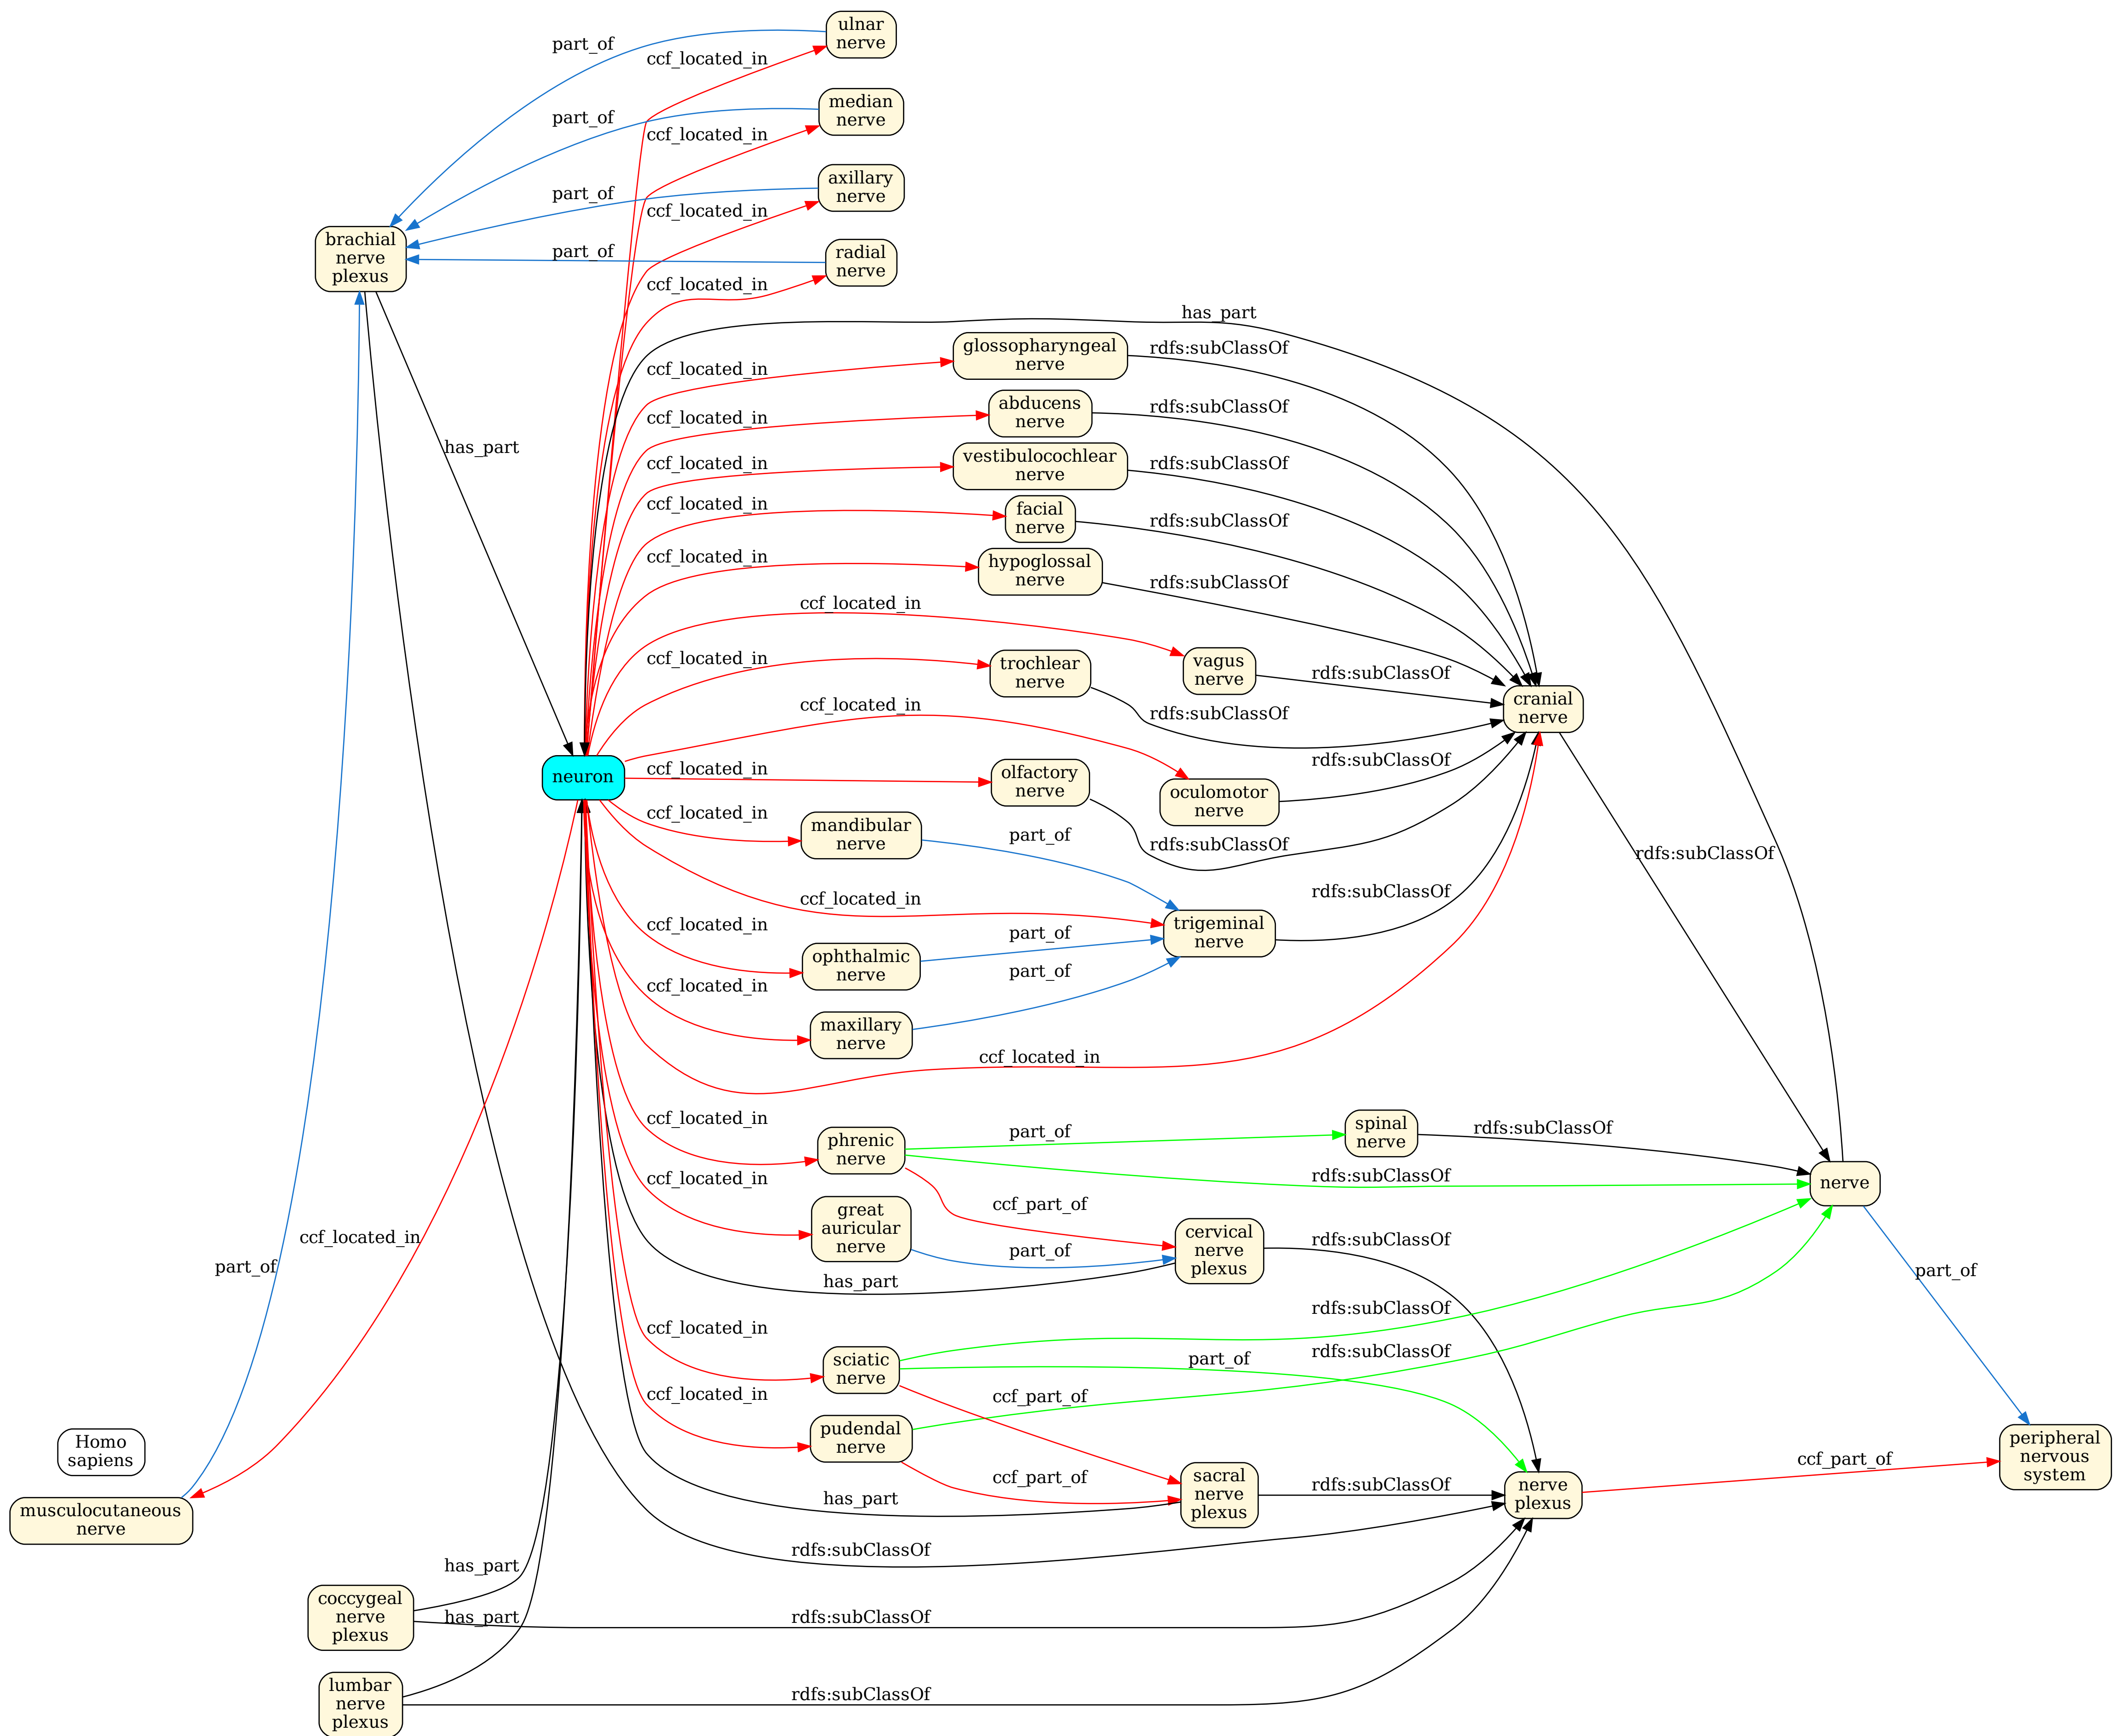 ulnar
nerve
part_of
ccf_located_in
median
nerve
part_of
ccf_located_in
axillary
nerve
part_of
ccf_located_in
brachial
nerve
plexus
part_of
radial
nerve
ccf_located_in
has_part
glossopharyngeal
nerve
rdfs:subClassOf
ccf_located_in
abducens
nerve
rdfs:subClassOf
ccf_located_in
has_part
vestibulocochlear
nerve
rdfs:subClassOf
ccf_located_in
facial
nerve
rdfs:subClassOf
ccf_located_in
hypoglossal
nerve
rdfs:subClassOf
ccf_located_in
ccf_located_in
vagus
nerve
rdfs:subClassOf
ccf_located_in
trochlear
nerve
rdfs:subClassOf
cranial
nerve
ccf_located_in
neuron
ccf_located_in
olfactory
nerve
rdfs:subClassOf
oculomotor
nerve
rdfs:subClassOf
ccf_located_in
mandibular
nerve
part_of
rdfs:subClassOf
ccf_located_in
trigeminal
nerve
rdfs:subClassOf
ccf_located_in
ophthalmic
nerve
part_of
ccf_located_in
maxillary
nerve
part_of
ccf_located_in
ccf_located_in
phrenic
nerve
part_of
spinal
nerve
rdfs:subClassOf
rdfs:subClassOf
nerve
ccf_located_in
great
auricular
nerve
ccf_part_of
part_of
cervical
nerve
plexus
rdfs:subClassOf
has_part
ccf_located_in
part_of
part_of
rdfs:subClassOf
ccf_located_in
sciatic
nerve
part_of
rdfs:subClassOf
ccf_located_in
ccf_part_of
pudendal
nerve
ccf_part_of
has_part
sacral
nerve
plexus
rdfs:subClassOf
nerve
plexus
ccf_part_of
peripheral
nervous
system
Homo
sapiens
musculocutaneous
nerve
rdfs:subClassOf
has_part
coccygeal
nerve
plexus
has_part
rdfs:subClassOf
lumbar
nerve
plexus
rdfs:subClassOf